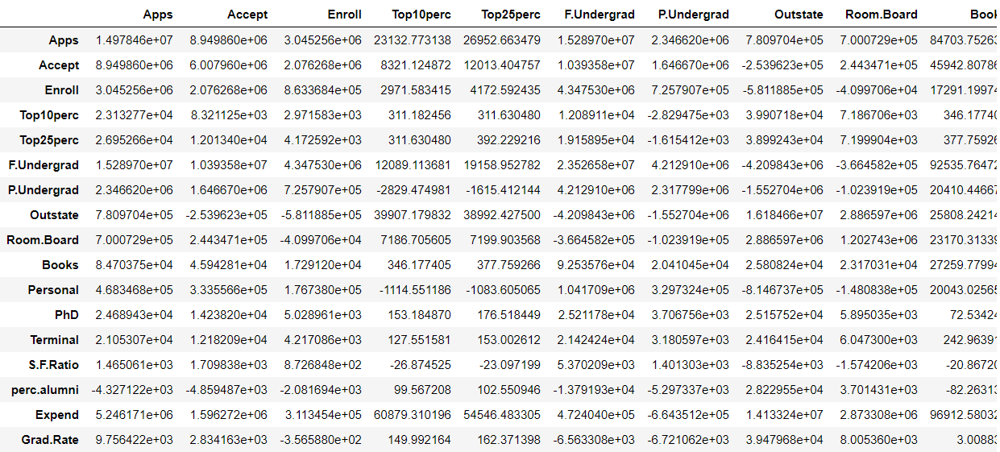 Apps Accept Enroll Top10perc Top25perc F.Undergrad P.Undergrad Outstate Room.Board
Apps 1.497846e+07 8.949860e+06 3.045256e+06 23132.773138 26952.663479 1.528970e+07 2.346620e+06 7.809704e+05 7.000729e+05 84703.75263
Accept 8.949860e+06 6.007960e+06 2.076268e+06 8321.124872 12013.404757 1.039358e+07 1.646670e+06 -2.539623e+05 2.443471e+05 45942.80786
Enroll 3.045256e+06 2.076268e+06 8.633684e+05 2971.583415 4172.592435 4.347530e+06 7.257907e+05 -5.811885e+05 -4.099706e+04 17291.19974
Top10perc 2.313277e+04 8.321125e+03 2.971583e+03 311.182456 311.630480 1.208911e+04 -2.829475e+03 3.990718e+04 7.186706e+03 346.17740
Top25perc 2.695266e+04 1.201340e+04 4.172592e+03 311.630480 392.229216 1.915895e+04 -1.615412e+03 3.899243e+04 7.199904e+03 377.75926
F.Undergrad 1.528970e+07 1.039358e+07 4.347530e+06 12089.113681 19158.952782 2.352658e+07 4.212910e+06 -4.209843e+06 -3.664582e+05 92535.76472
P.Undergrad 2.346620e+06 1.646670e+06 7.257907e+05 -2829.474981 -1615.412144 4.212910e+06 2.317799e+06 -1.552704e+06 -1.023919e+05 20410.44667
Outstate 7.809704e+05 -2.539623e+05 -5.811885e+05 39907.179832 38992.427500 -4.209843e+06 -1.552704e+06 1.618466e+07 2.886597e+06 25808.24214
Room.Board 7.000729e+05 2.443471e+05 -4.099706e+04 7186.705605 7199.903568 -3.664582e+05 -1.023919e+05 2.886597e+06 1.202743e+06 23170.31339
Books 8.470375e+04 4.594281e+04 1.729120e+04 346.177405 377.759266 9.253576e+04 2.041045e+04 2.580824e+04 2.317031e+04 27259.77994
Personal 4.683468e+05 3.335566e+05 1.767380e+05 -1114.551186 -1083.605065 1.041709e+06 3.297324e+05 -8.146737e+05 -1.480838e+05 20043.02565
PhD 2.468943e+04 1.423820e+04 5.028961e+03 153.184870 176.518449 2.521178e+04 3.706756e+03 2.515752e+04 5.895035e+03 72.53424
Terminal 2.105307e+04 1.218209e+04 4.217086e+03 127.551581 153.002612 2.142424e+04 3.180597e+03 2.416415e+04 6.047300e+03 242.96391
S.F.Ratio 1.465061e+03 1.709838e+03 8.726848e+02 -26.874525 -23.097199 5.370209e+03 1.401303e+03 -8.835254e+03 -1.574206e+03 -20.86720
perc.alumni -4.327122e+03 -4.859487e+03 -2.081694e+03 99.567208 102.550946 -1.379193e+04 -5.297337e+03 2.822955e+04 3.701431e+03 -82.26313
Expend 5.246171e+06 1.596272e+06 3.113454e+05 60879.310196 54546.483305 4.724040e+05 -6.643512e+05 1.413324e+07 2.873308e+06 96912.58032
Grad.Rate 9.756422e+03 2.834163e+03 -3.565880e+02 149.992164 162.371398 -6.563308e+03 -6.721062e+03 3.947968e+04 8.005360e+03 3.00883